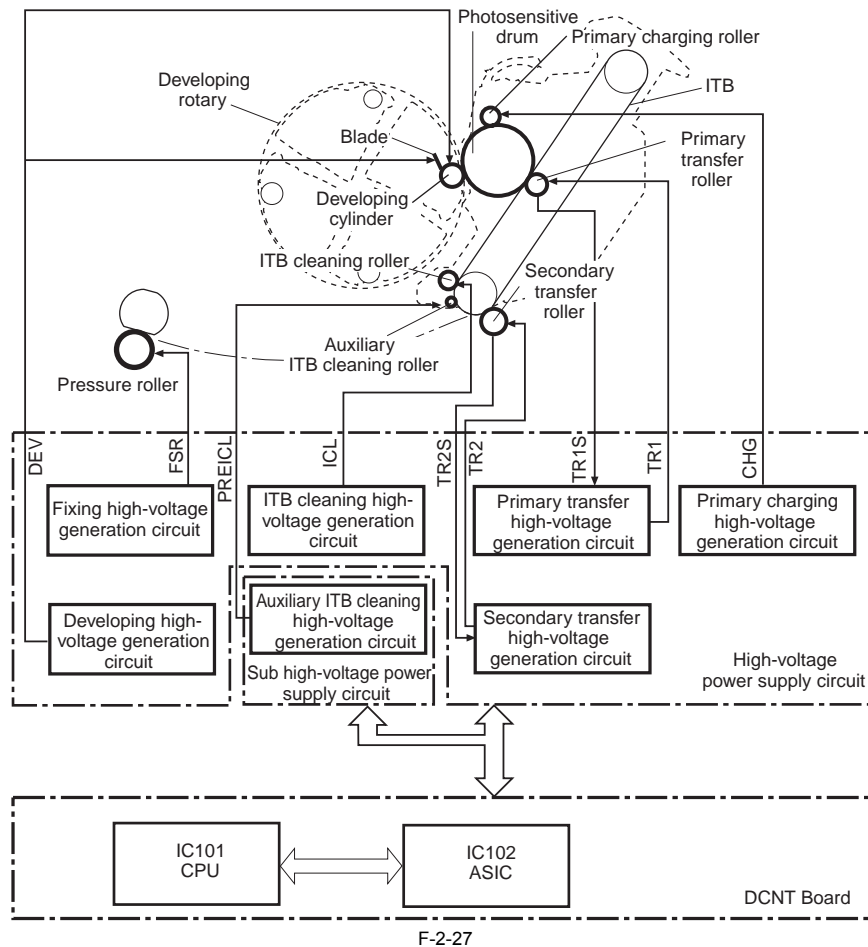 Photosensitive
drum
Primary charging roller
Developing
rotary
ITB
Blade
Primary
transfer
roller
Developing
cylinder
ITB cleaning roller
Secondary
transfer
roller
Auxiliary
ITB cleaning roller
Pressure roller
DEV
FSR
PREICL
ICL
TR2S
TR2
TR1S
TR1
CHG
Fixing high-voltage
generation circuit
ITB cleaning high-
voltage generation
circuit
Primary transfer
high-voltage
generation circuit
Primary charging
high-voltage
generation circuit
Developing high-
voltage generation
circuit
Auxiliary ITB cleaning
high-voltage
generation circuit
Secondary transfer
high-voltage
generation circuit
Sub high-voltage power
supply circuit
High-voltage
power supply circuit
IC101
CPU
IC102
ASIC
DCNT Board
F-2-27